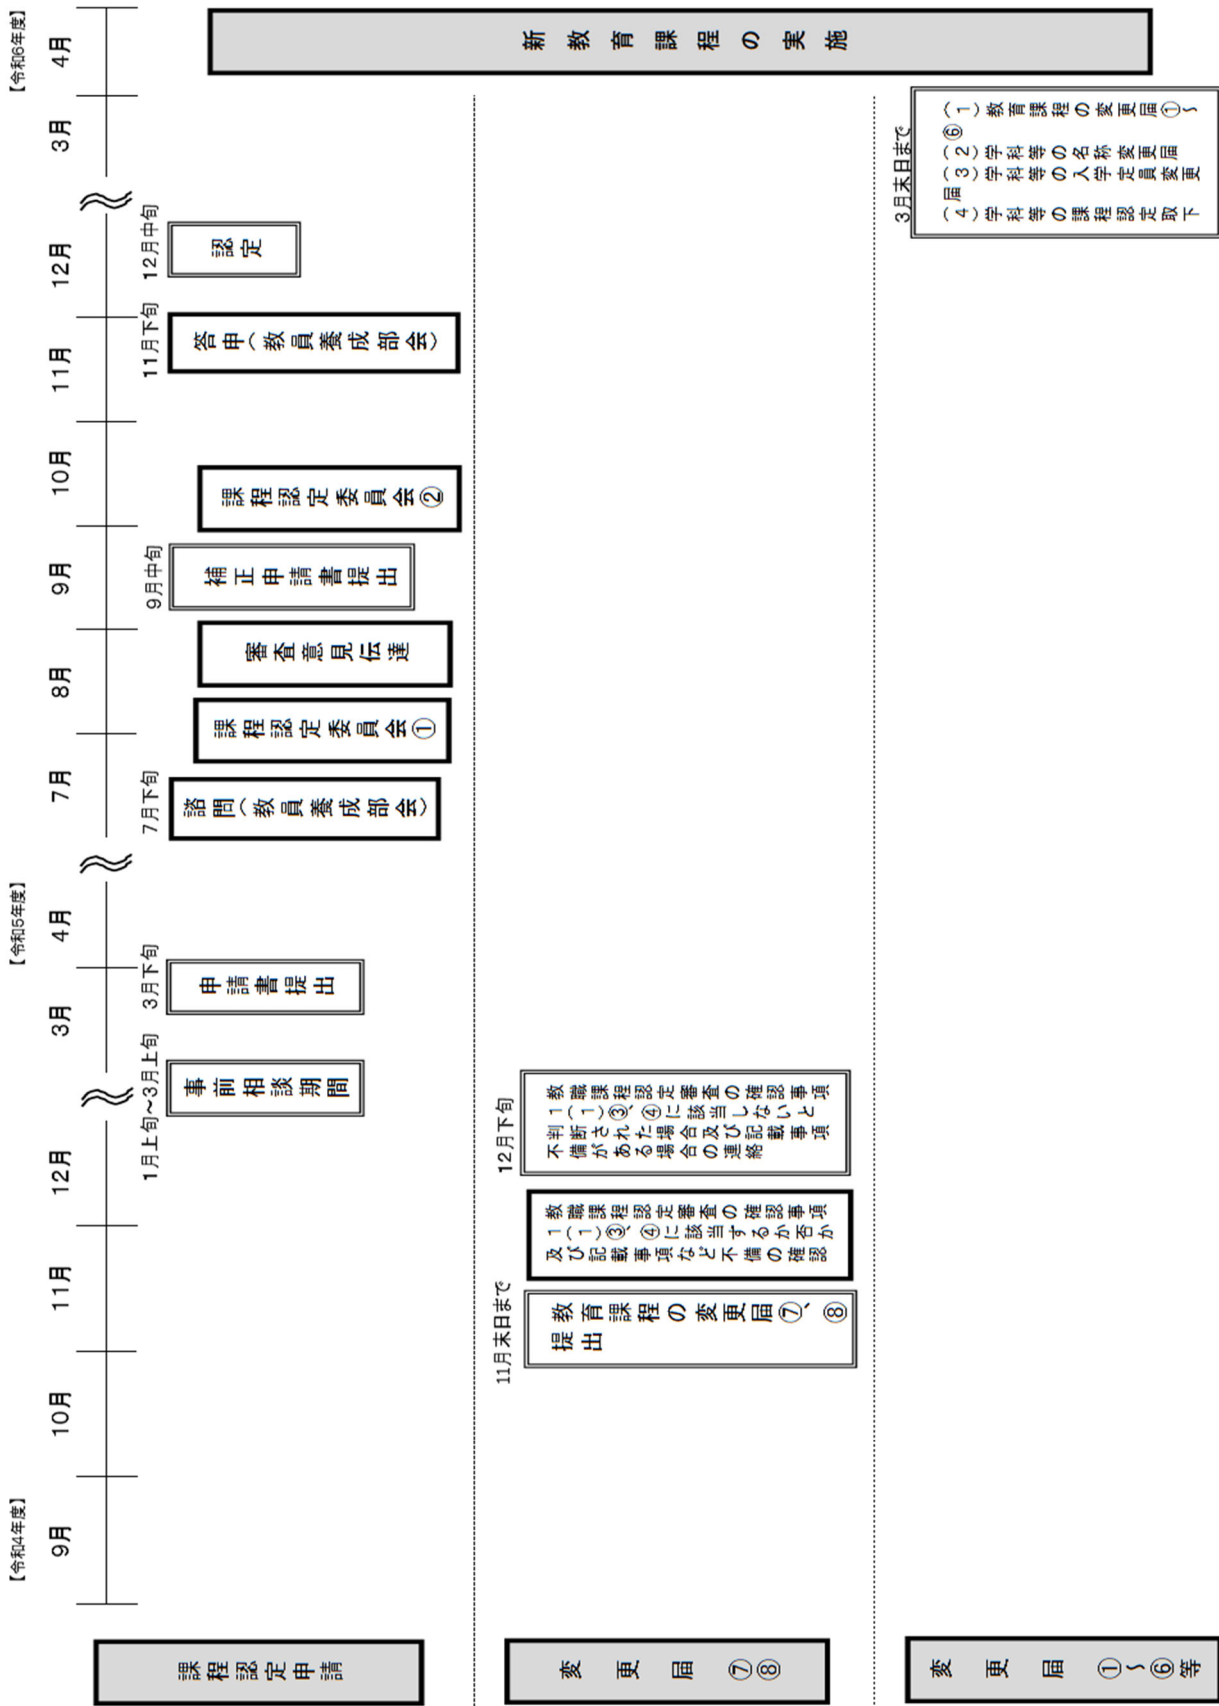 【令和4年度】
【令和5年度】
【令和6年度】
9月
10月
11月
12月
3月
4月
7月
8月
9月
10月
11月
12月
3月
4月
課程認定申請
1月上旬~3月上旬
事前相談期間
3月下旬
申請書提出
7月下旬
諮問(教員養成部会)
課程認定委員会①
審査意見伝達
9月中旬
補正申請書提出
課程認定委員会②
11月下旬
答申(教員養成部会)
12月中旬
認定
新教育課程の実施
変更届⑦⑧
11月末日まで
教育課程の変更届⑦、⑧
提出
教職課程認定審査の確認事項
1(1)③、④に該当するか否か
及び記載事項など不備の確認
12月下旬
教職課程認定審査の確認事項
1(1)③、④に該当しないと
判断された場合及び記載事項
不備がある場合の連絡
変更届①~⑥等
3月末日まで
(1)教育課程の変更届①~
⑥
(2)学科等の名称変更届
(3)学科等の入学定員変更
届
(4)学科等の課程認定取下